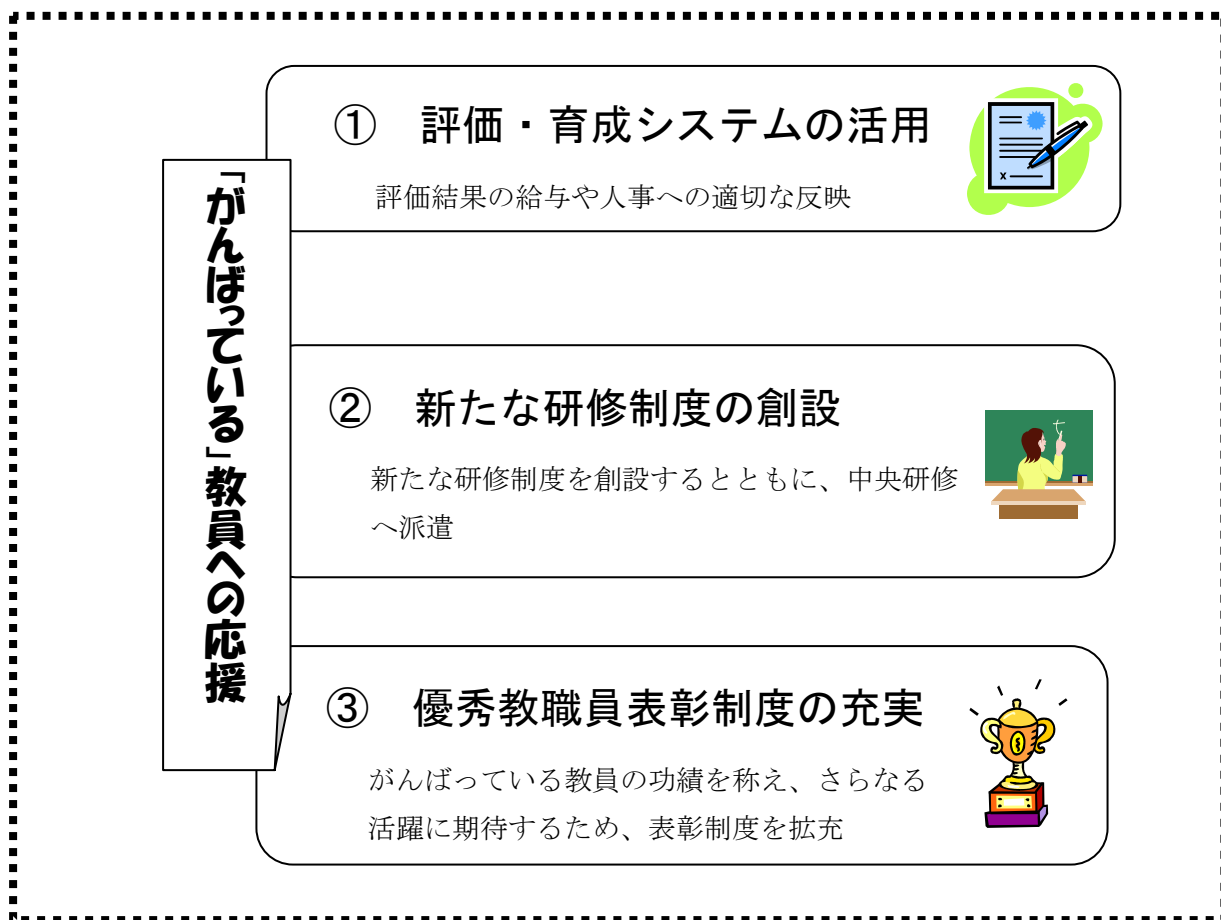 「がんばっている」教員への応援
① 評価・育成システムの活用
評価結果の給与や人事への適切な反映
② 新たな研修制度の創設
新たな研修制度を創設するとともに、中央研修
へ派遣
③ 優秀教職員表彰制度の充実
がんばっている教員の功績を称え、さらなる
活躍に期待するため、表彰制度を拡充